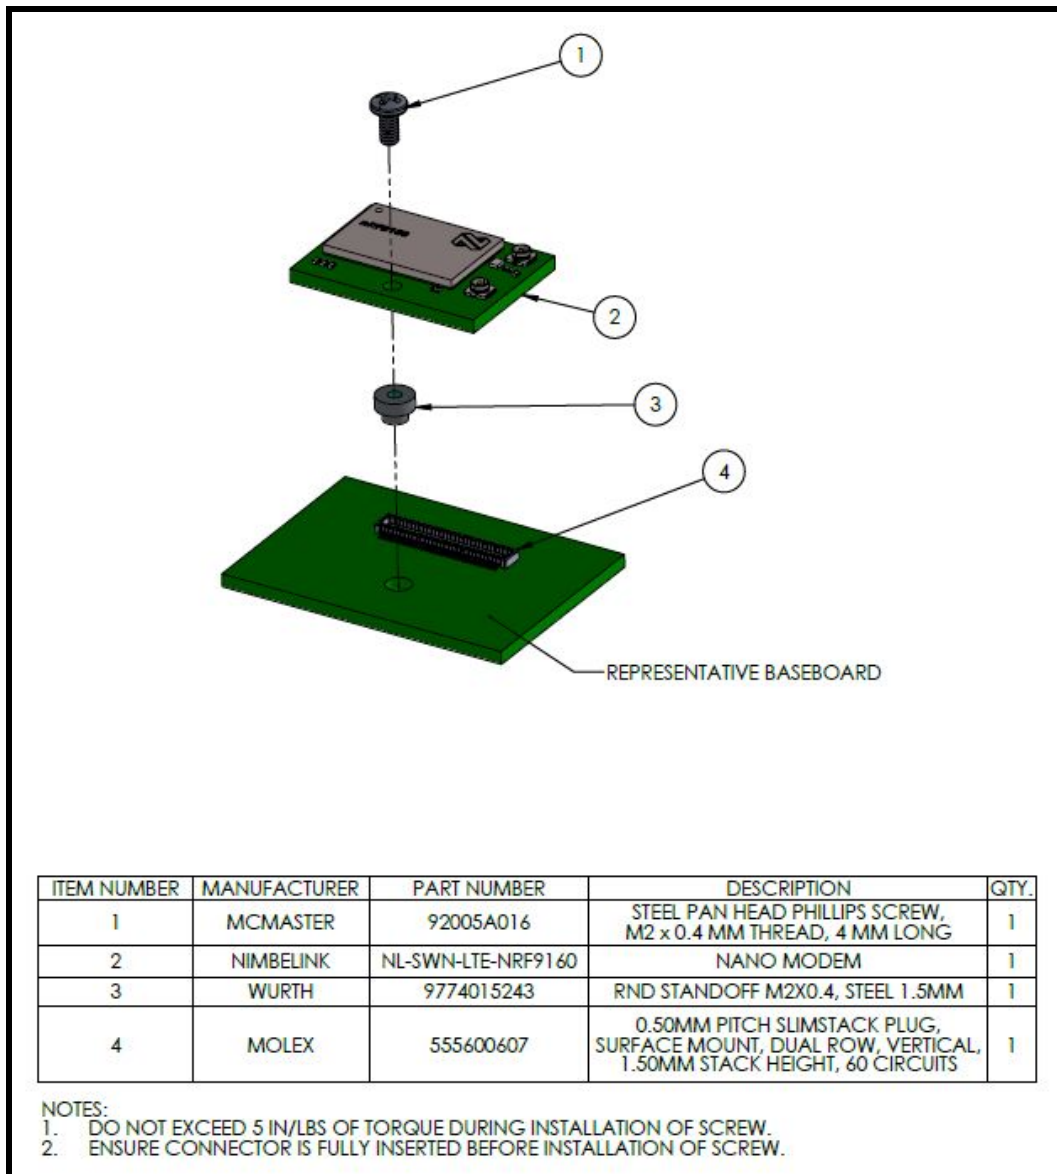 1
2
3
4
REPRESENTATIVE BASEBOARD
ITEM NUMBER MANUFACTURER PART NUMBER DESCRIPTION QTY.
1 MCMASTER 92005A016 STEEL PAN HEAD PHILLIPS SCREW, M2 x 0.4 MM THREAD, 4 MM LONG 1
2 NIMBELINK NL-SWN-LTE-NRF9160 NANO MODEM 1
3 WURTH 9774015243 RND STANDOFF M2X0.4, STEEL 1.5MM 1
4 MOLEX 555600607 0.50MM PITCH SLIMSTACK PLUG, SURFACE MOUNT, DUAL ROW, VERTICAL, 1.50MM STACK HEIGHT, 60 CIRCUITS 1
NOTES:
1. DO NOT EXCEED 5 IN/LBS OF TORQUE DURING INSTALLATION OF SCREW.
2. ENSURE CONNECTOR IS FULLY INSERTED BEFORE INSTALLATION OF SCREW.